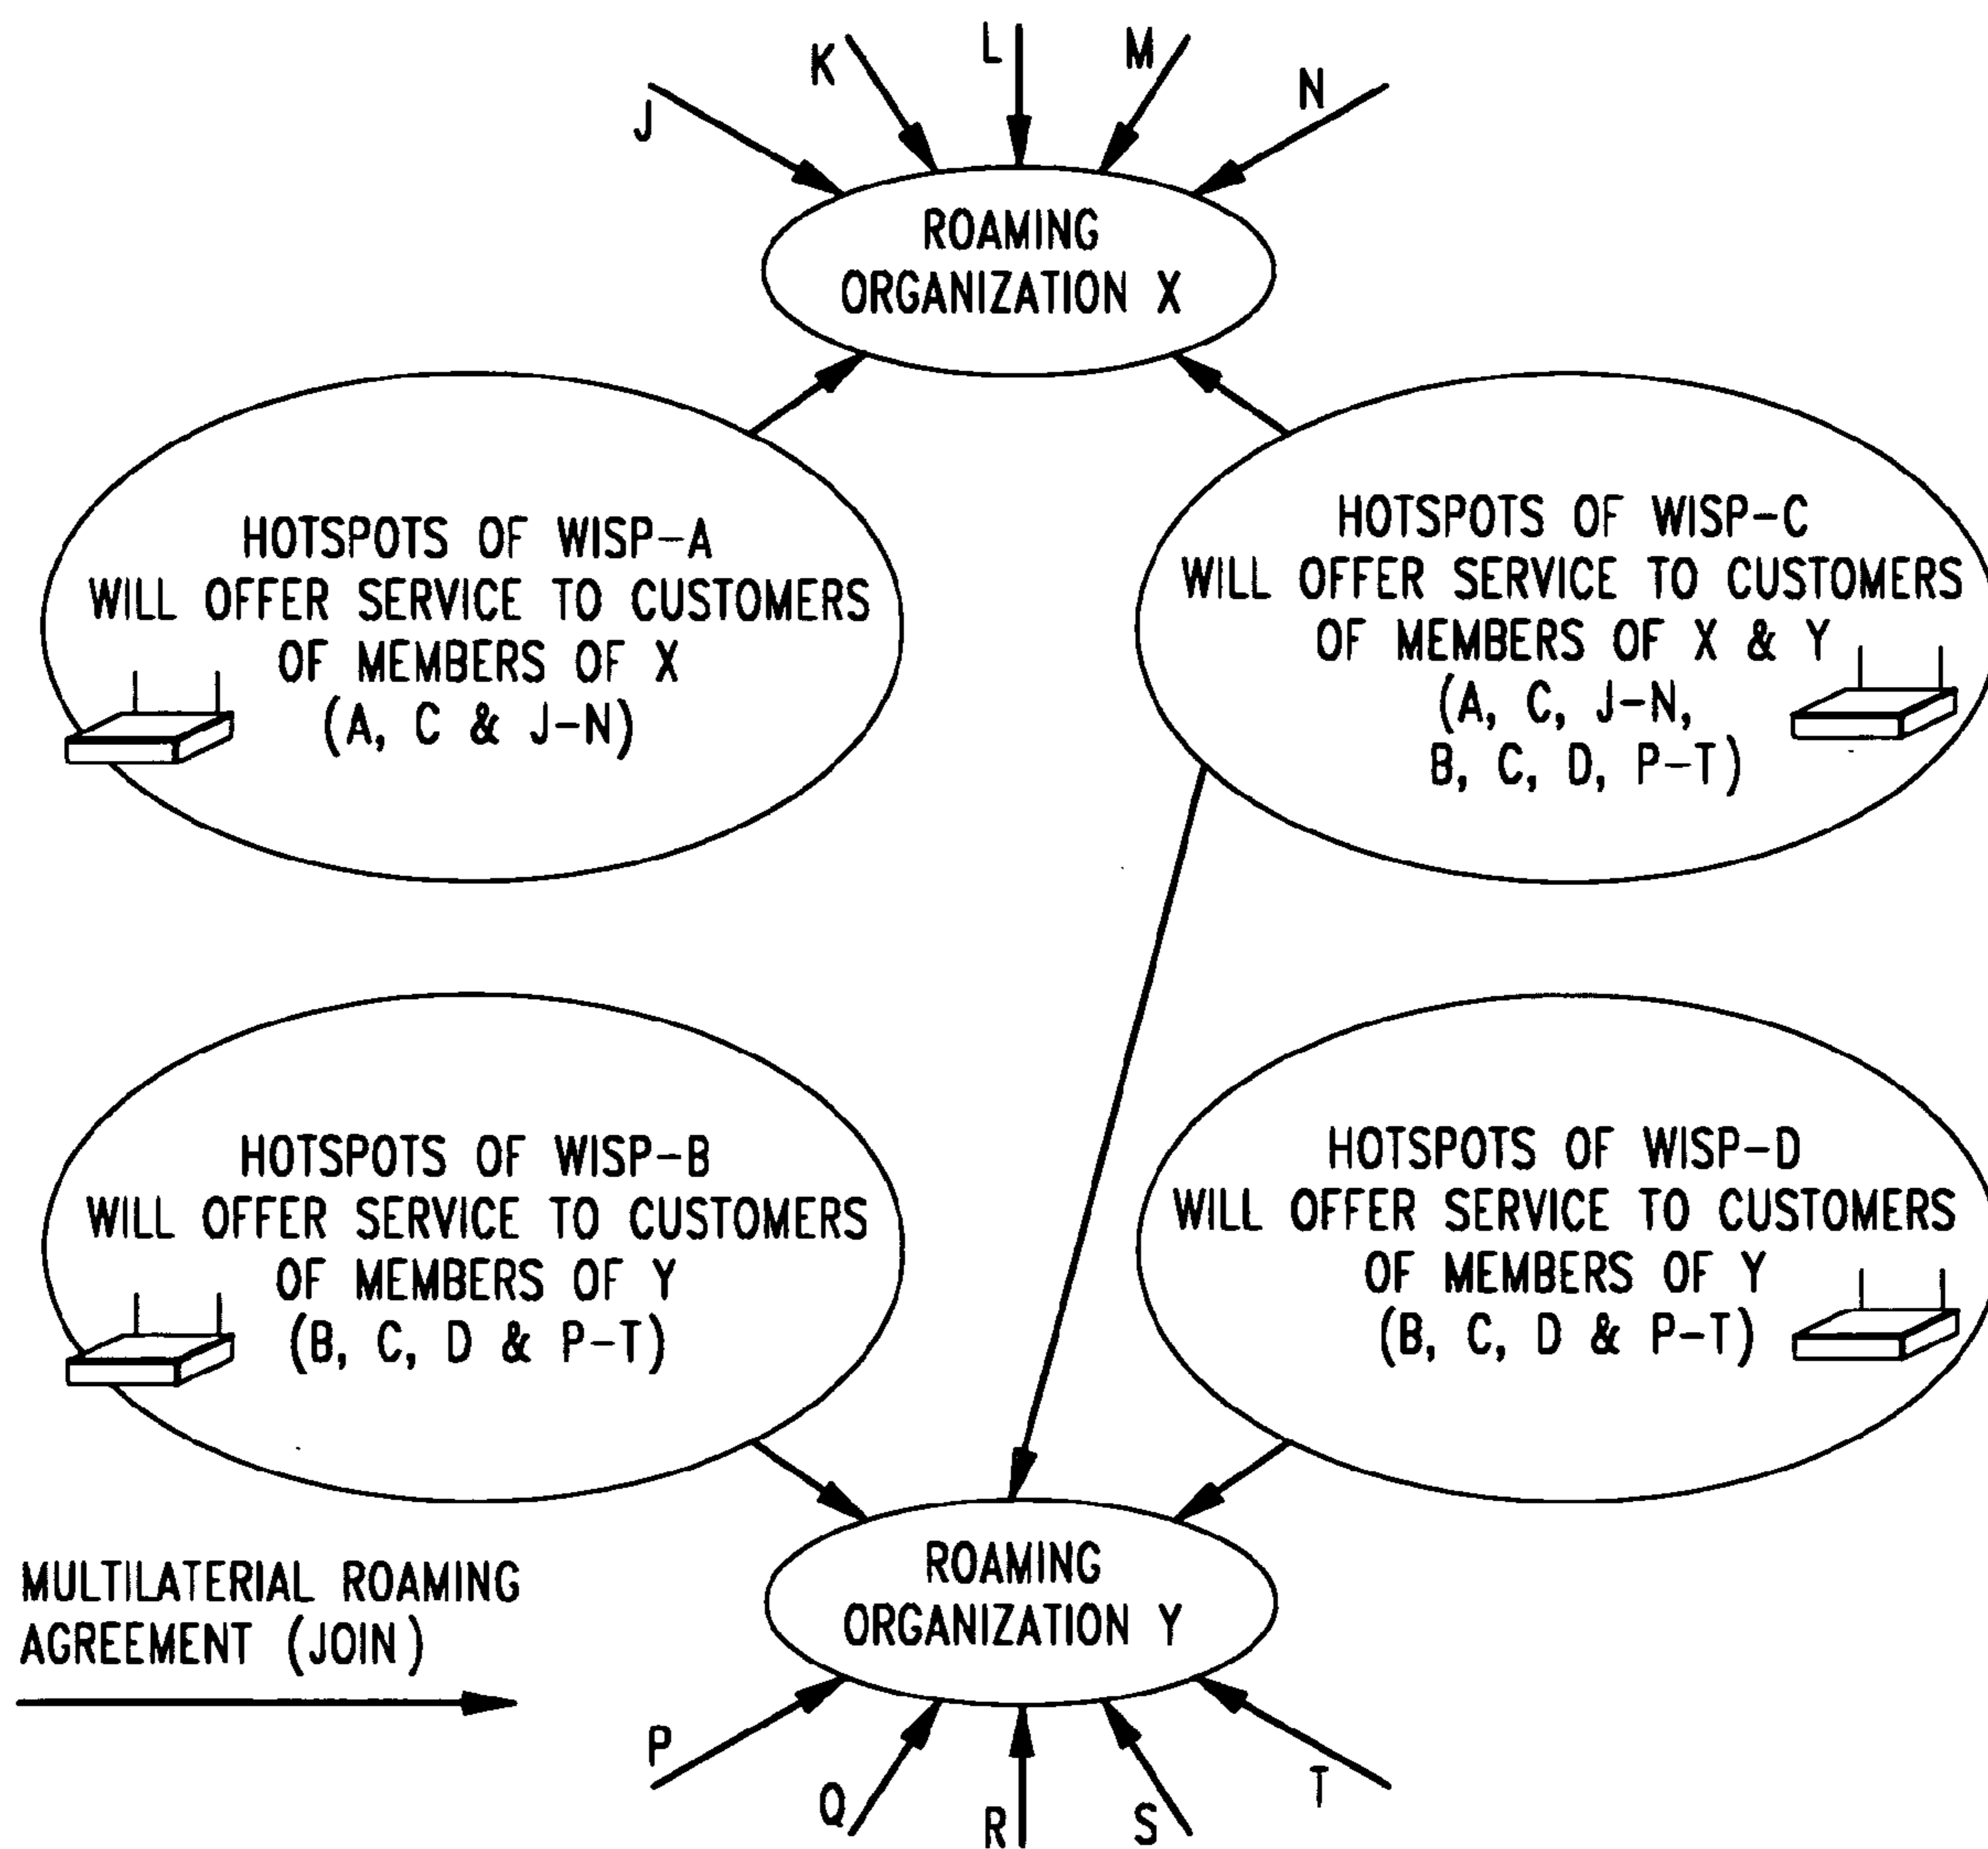 J
K
L
M
N
ROAMING
ORGANIZATION X
HOTSPOTS OF WISP-A
WILL OFFER SERVICE TO CUSTOMERS
OF MEMBERS OF X
(A, C & J-N)
HOTSPOTS OF WISP-C
WILL OFFER SERVICE TO CUSTOMERS
OF MEMBERS OF X & Y
(A, C, J-N,
B, C, D, P-T)
HOTSPOTS OF WISP-B
WILL OFFER SERVICE TO CUSTOMERS
OF MEMBERS OF Y
(B, C, D & P-T)
HOTSPOTS OF WISP-D
WILL OFFER SERVICE TO CUSTOMERS
OF MEMBERS OF Y
(B, C, D & P-T)
ROAMING
ORGANIZATION Y
MULTILATERIAL ROAMING
AGREEMENT (JOIN)
P
Q
R
S
T